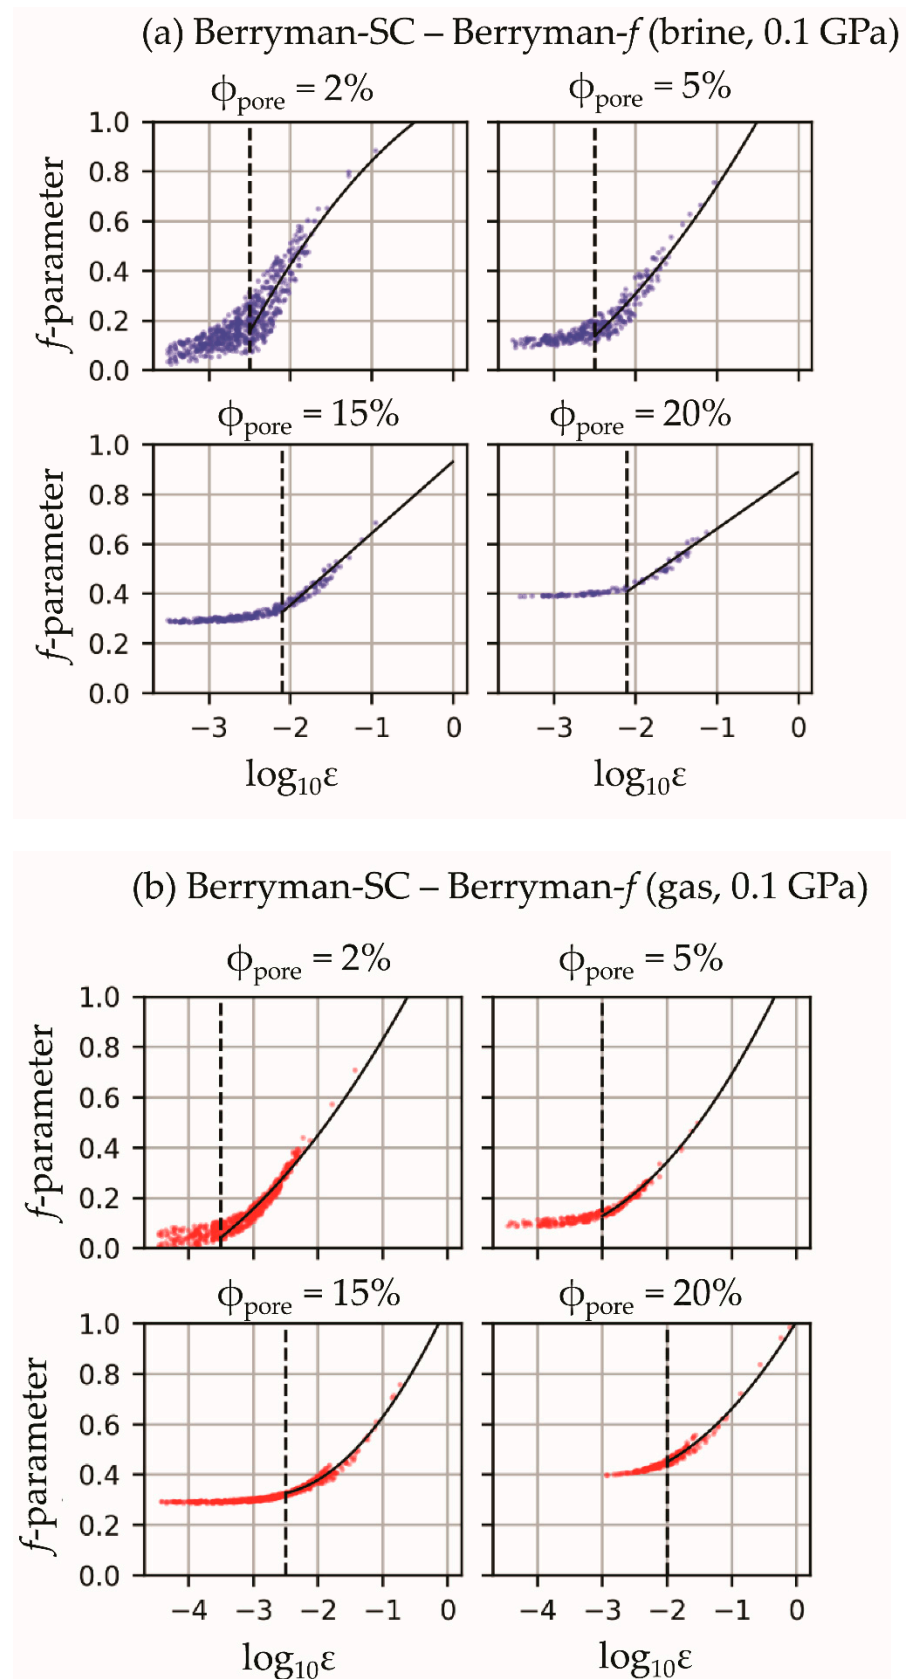 (a) Berryman-SC – Berryman-f (brine, 0.1 GPa)
ϕpore = 2%
ϕpore = 5%
f-parameter
1.0
0.8
0.6
0.4
0.2
0.0
ϕpore = 15%
ϕpore = 20%
f-parameter
1.0
0.8
0.6
0.4
0.2
0.0
−3 −2 −1 0
−3 −2 −1 0
log10ε
log10ε
(b) Berryman-SC – Berryman-f (gas, 0.1 GPa)
ϕpore = 2%
ϕpore = 5%
f-parameter
1.0
0.8
0.6
0.4
0.2
0.0
ϕpore = 15%
ϕpore = 20%
f-parameter
1.0
0.8
0.6
0.4
0.2
0.0
−4 −3 −2 −1 0
−4 −3 −2 −1 0
log10ε
log10ε